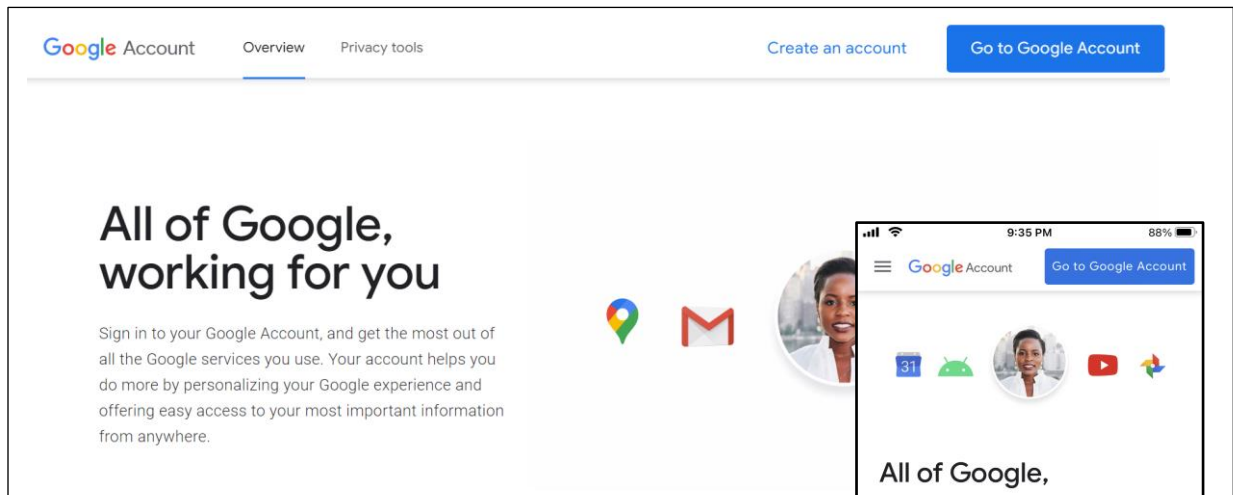 Google Account Overview Privacy tools Create an account Go to Google Account
All of Google,
working for you
Sign in to your Google Account, and get the most out of
all the Google services you use. Your account helps you
do more by personalizing your Google experience and
offering easy access to your most important information
from anywhere.
9:35 PM 88%
Google Account Go to Google Account
31
All of Google,